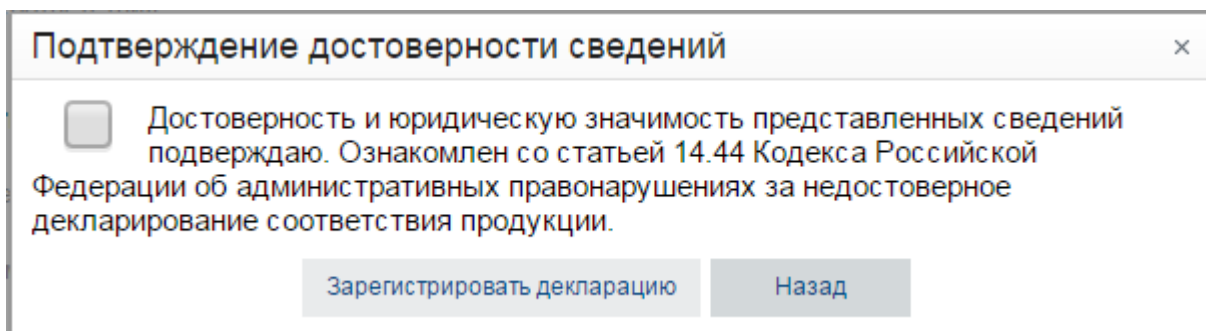 Подтверждение достоверности сведений
Достоверность и юридическую значимость представленных сведений
подверждаю. Ознакомлен со статьей 14.44 Кодекса Российской
Федерации об административных правонарушениях за недостоверное
декларирование соответствия продукции.
Зарегистрировать декларацию Назад